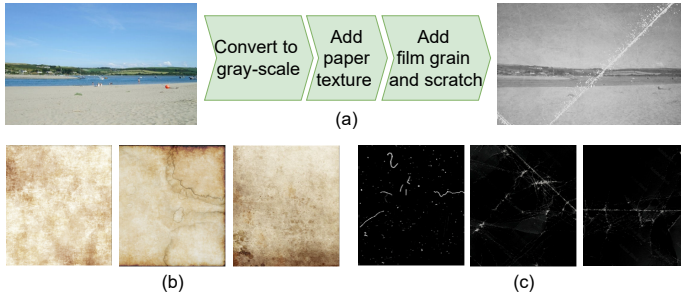 Convert to
gray-scale
Add
paper
texture
Add
film grain
and scratch
(a)
(b)
(c)